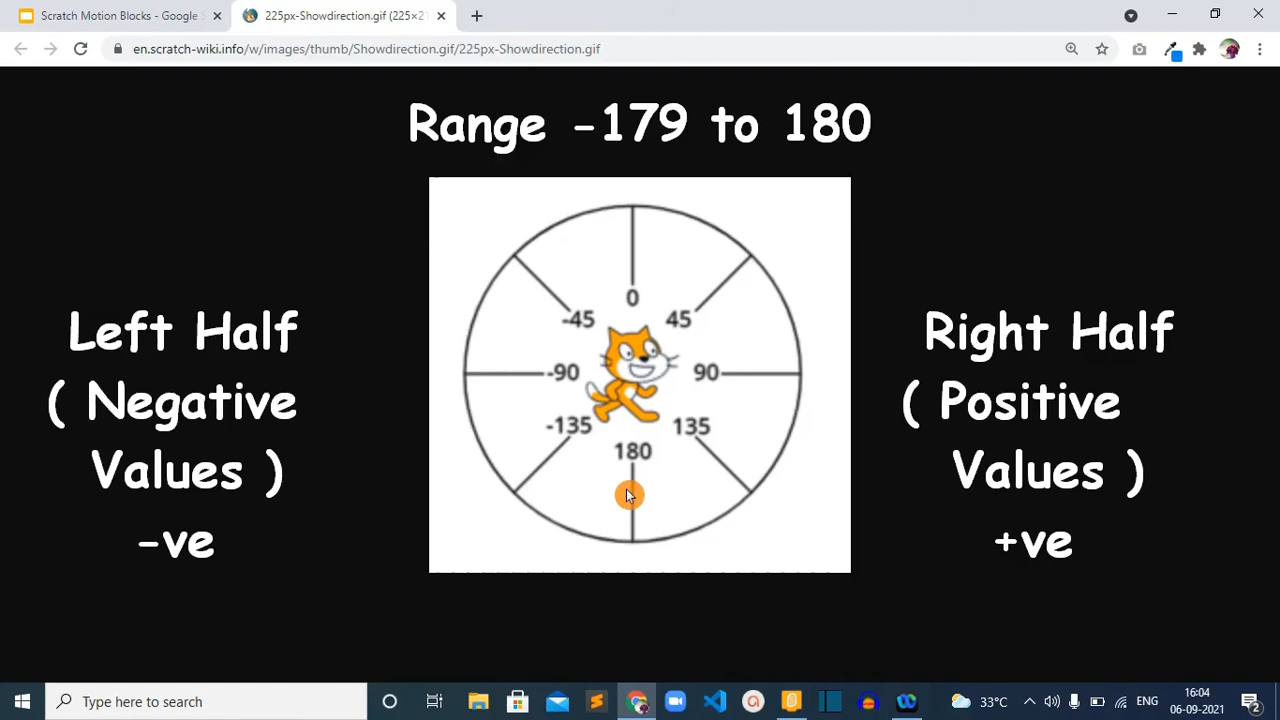 Scratch Motion Blocks - Google S
225px-Showdirection.gif (225×21
en.scratch-wiki.info/w/images/thumb/Showdirection.gif/225px-Showdirection.gif
Range -179 to 180
0
-45
45
-90
90
-135
135
180
Left Half
( Negative
Values )
-ve
Right Half
( Positive
Values )
+ve
Type here to search
33°C
ENG
16:04
06-09-2021
2